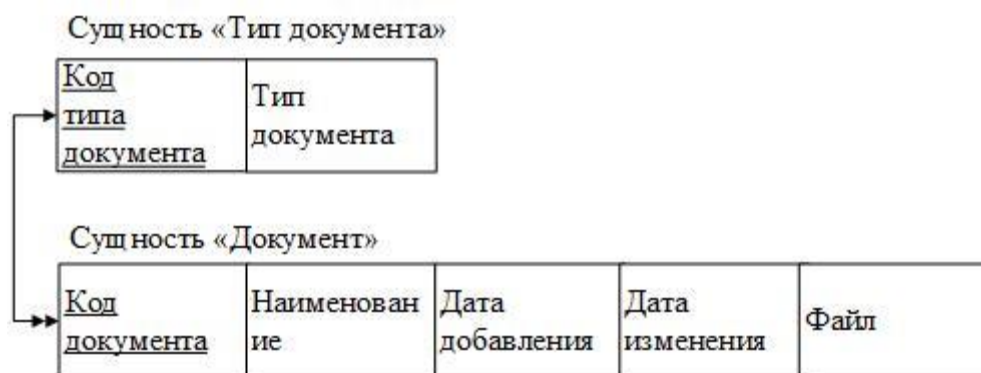 Сущность «Тип документа»
Код
типа
документа
Тип
документа
Сущность «Документ»
Код
документа
Наименован
ие
Дата
добавления
Дата
изменения
Файл